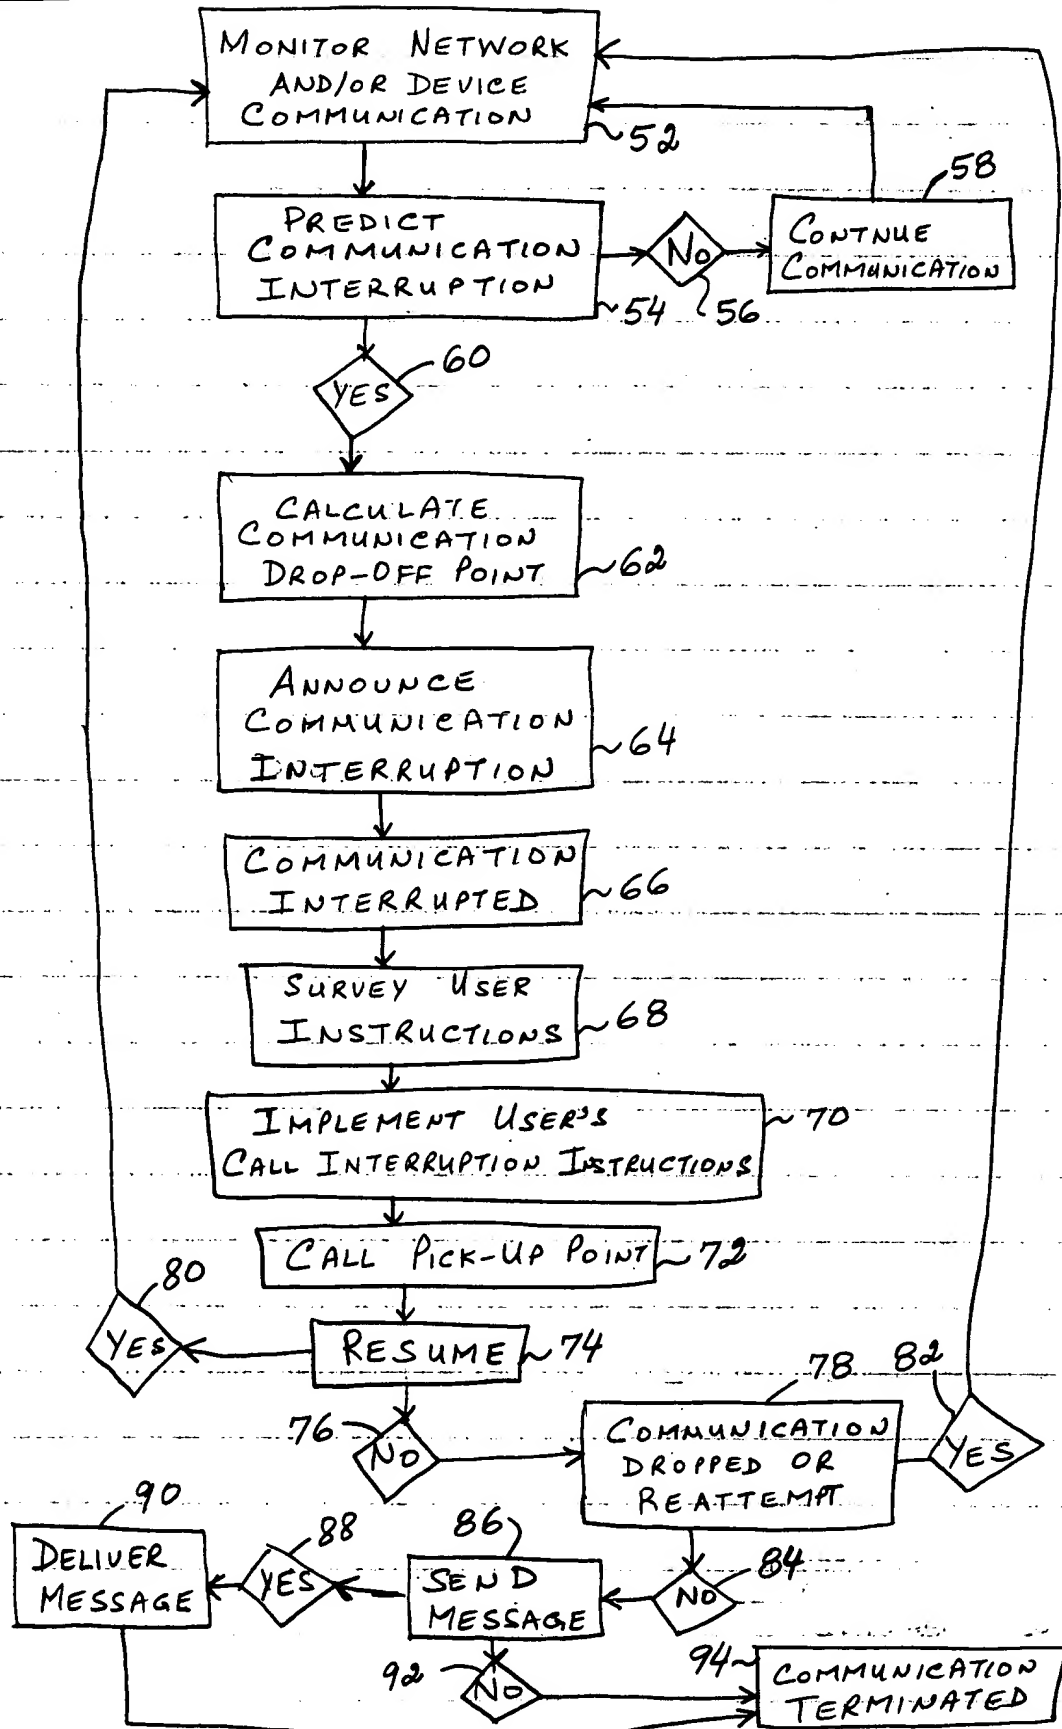 MONITOR NETWORK
AND/OR DEVICE
COMMUNICATION
52
PREDICT
COMMUNICATION
INTERRUPTION
54
NO
56
58
CONTNUE
COMMUNICATION
60
YES
CALCULATE
COMMUNICATION
DROP-OFF POINT
62
ANNOUNCE
COMMUNICATION
INTERRUPTION
64
COMMUNICATION
INTERRUPTED
66
SURVEY USER
INSTRUCTIONS
68
IMPLEMENT USER'S
CALL INTERRUPTION INSTRUCTIONS
70
CALL PICK-UP POINT
72
80
YES
RESUME
74
76
NO
78
COMMUNICATION
DROPPED OR
REATTEMPT
82
YES
84
NO
86
SEND
MESSAGE
88
YES
90
DELIVER
MESSAGE
92
NO
94
COMMUNICATION
TERMINATED